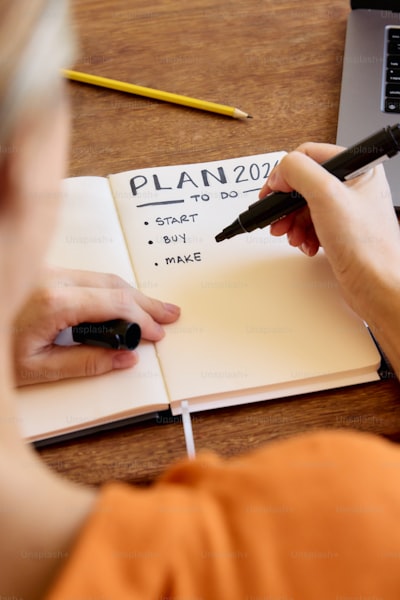 PLAN 202
TO DO
• START
• BUY
• MAKE